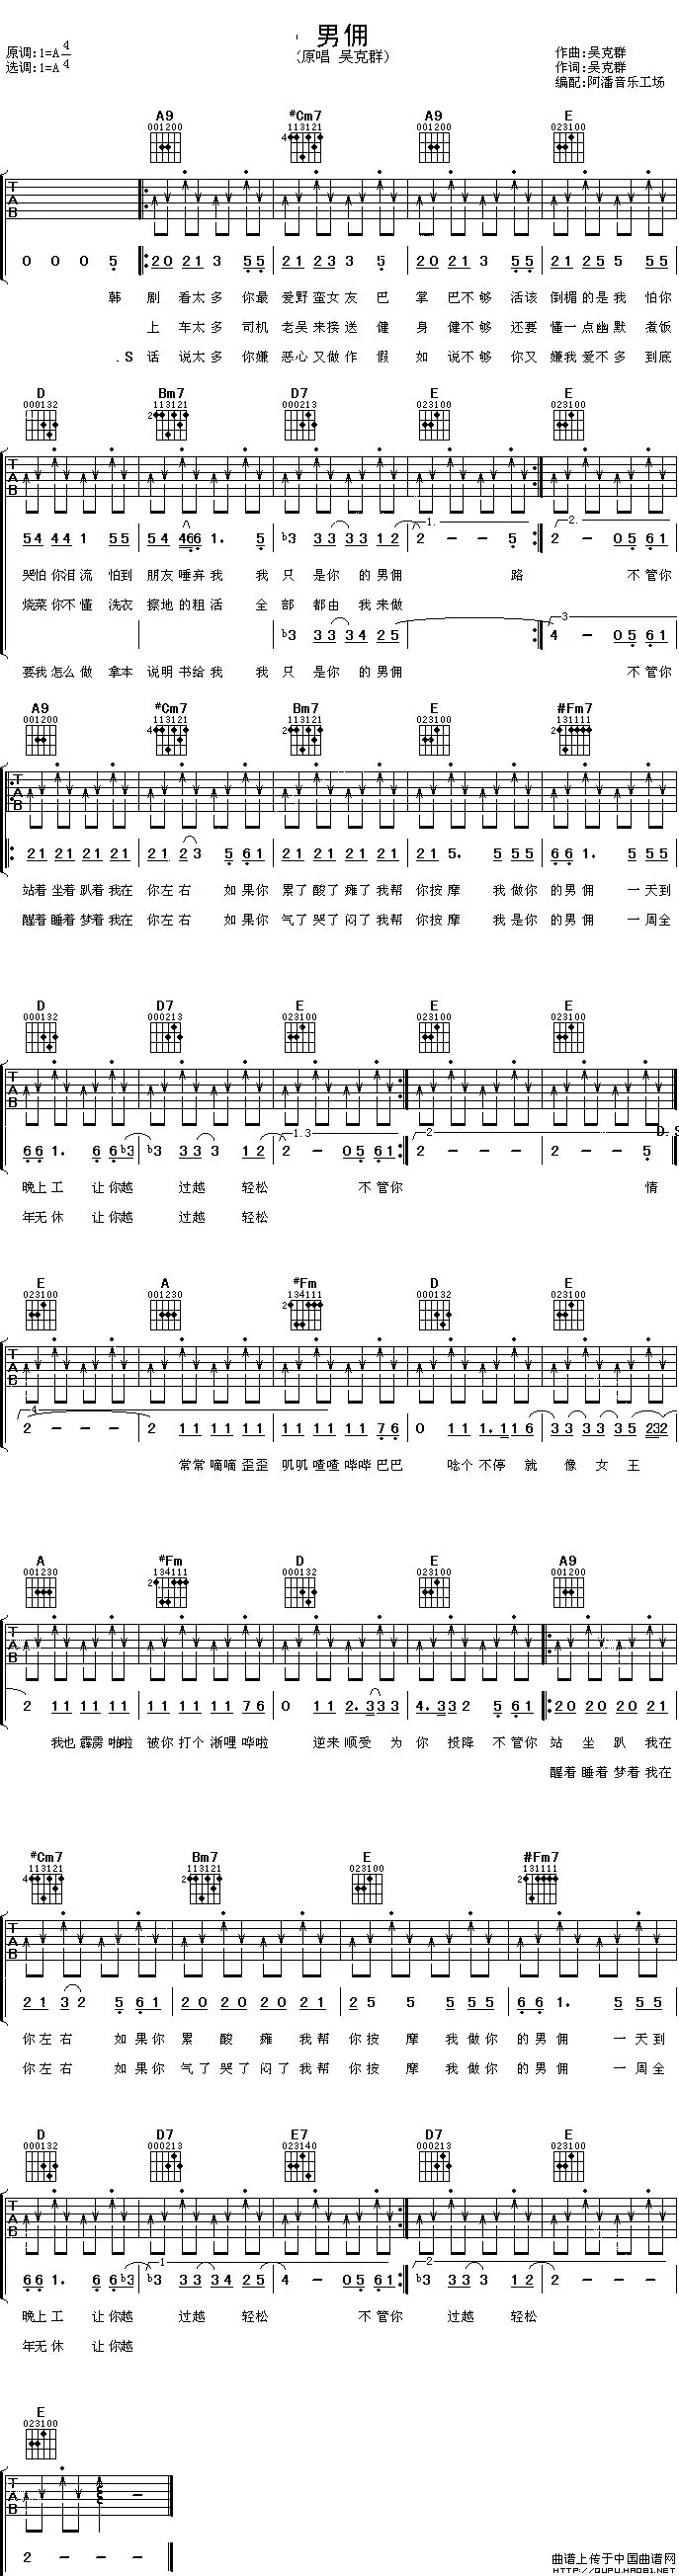 男佣
(原唱 吴克群)
原调:1=A 4/4
选调:1=A
作曲:吴克群
作词:吴克群
编配:阿潘音乐工场
A9 #Cm7 A9 E
001200 113121 001200 023100
4
T A B
0 0 0 5 20 21 3 55 21 23 3 5 20 21 3 55 21 25 5 55
韩 剧 看太多 你最 爱野蛮女友 巴 掌 巴不够 活该 倒楣的是我 怕你
上 车太多 司机 老吴来接送 健 身 健不够 还要 懂一点幽默 煮饭
.S 话 说太多 你嫌 恶心又做作 假 如 说不够 你又 嫌我爱不多 到底
D Bm7 D7 E E
000132 113121 000213 023100 023100
2
T A B
1. 2.
54 44 1 55 54 466 1. 5 b3 33 33 12 2 - - 5 2 - 05 61
哭怕你泪流 怕到 朋友唾弃我 我 只 是你 的男佣 路 不管你
烧菜你不懂 洗衣 擦地的粗活 全 部 都由 我来做
3
b3 33 34 25 4 - 05 61
要我怎么做 拿本 说明书给我 我 只 是你 的男佣 不管你
A9 #Cm7 Bm7 E #Fm7
001200 113121 113121 023100 131111
4 2 2
T A B
21 21 21 21 21 23 5 61 21 21 21 21 21 5. 5 55 66 1. 5 55
站着坐着趴着我在 你左右 如果你 累了酸了瘫了我帮 你按摩 我做你 的男佣 一天到
醒着睡着梦着我在 你左右 如果你 气了哭了闷了我帮 你按摩 我是你 的男佣 一周全
D D7 E E E
000132 000213 023100 023100 023100
T A B
1.3 2 D.S
66 1. 6 6b3 b3 33 3 12 2 - 05 61 2 - - - 2 - - 5
晚上工 让你越 过越 轻松 不管你 情
年无休 让你越 过越 轻松
E A #Fm D E
023100 001230 134111 000132 023100
2
T A B
4
2 - - - 2 11 11 11 11 11 11 76 0 11 1.1 16 33 33 35 232
常常嘀嘀歪歪 叽叽喳喳哗哗巴巴 唸个不停 就 像 女 王
A #Fm D E A9
001230 134111 000132 023100 001200
2
T A B
2 11 11 11 11 11 11 76 0 11 2.3 33 4.3 32 5 61 20 20 20 21
我也霹雳啪啦 被你打个淅哩哗啦 逆来顺受 为 你 投降 不管你 站 坐 趴 我在
醒着睡着梦着我在
#Cm7 Bm7 E #Fm7
113121 113121 023100 131111
4 2 2
21 32 5 61 20 20 20 21 25 5 5 55 66 1. 5 55
你左右 如果你 累 酸 瘫 我帮 你按 摩 我做你 的男佣 一天到
你左右 如果你 气了哭了闷了我帮 你按 摩 我做你 的男佣 一周全
D D7 E7 D7 E
000132 000213 023140 000213 023100
T A B
1 2
66 1. 6 6b3 b3 33 34 25 4 - 05 61 b3 33 3 12 2 - - -
晚上工 让你越 过越 轻松 不管你 过越 轻松
年无休 让你越
E
023100
T A B
2 - - -
曲谱上传于中国曲谱网
HTTP://QUPU.HAO81.NET